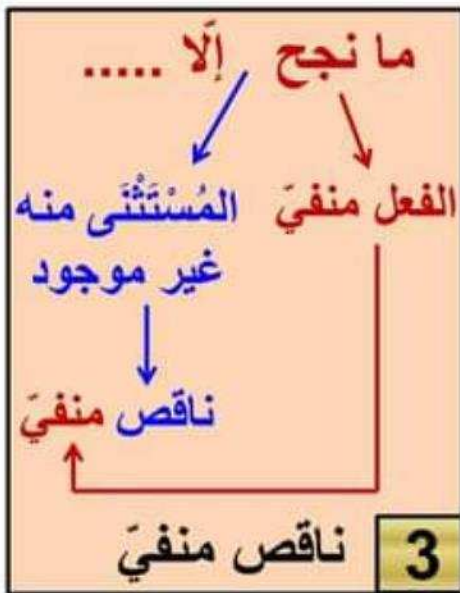 ما نجح إلّا .....
الفعل منفيّ
المُسْتَثْنَى منه
غير موجود
ناقص منفيّ
3 ناقص منفيّ